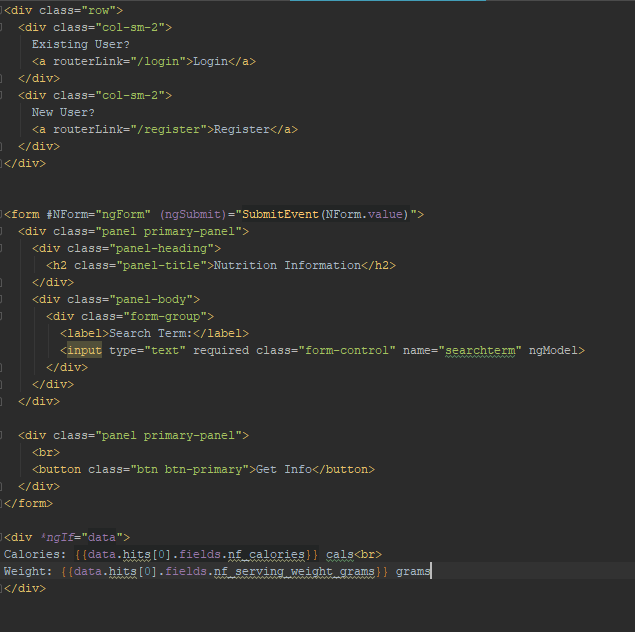 <div class="row">
<div class="col-sm-2">
Existing User?
<a routerLink="/login">Login</a>
</div>
<div class="col-sm-2">
New User?
<a routerLink="/register">Register</a>
</div>
</div>
<form #NForm="ngForm" (ngSubmit)="SubmitEvent(NForm.value)">
<div class="panel primary-panel">
<div class="panel-heading">
<h2 class="panel-title">Nutrition Information</h2>
</div>
<div class="panel-body">
<div class="form-group">
<label>Search Term:</label>
<input type="text" required class="form-control" name="searchterm" ngModel>
</div>
</div>
</div>
<div class="panel primary-panel">
<br>
<button class="btn btn-primary">Get Info</button>
</div>
</form>
<div *ngIf="data">
Calories: {{data.hits[0].fields.nf_calories}} cals<br>
Weight: {{data.hits[0].fields.nf_serving_weight_grams}} grams
</div>